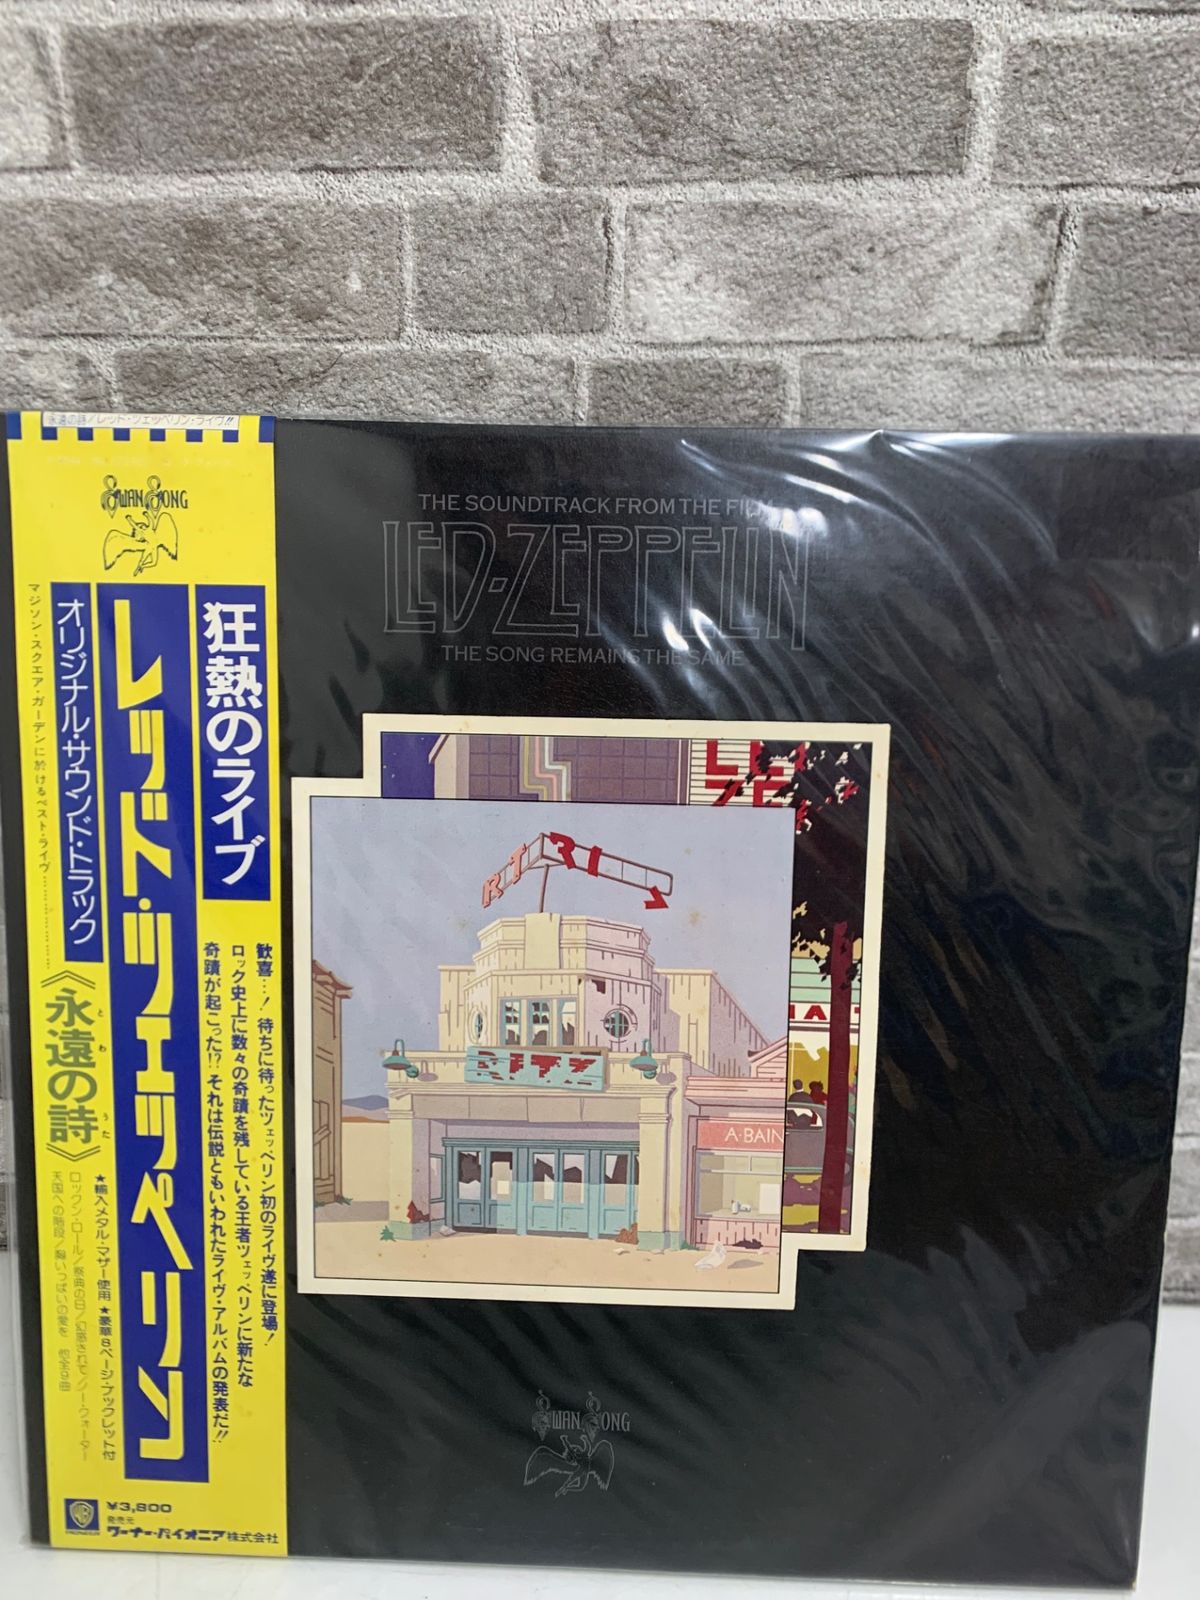 永遠の詩/レッド・ツェッペリン・ライヴ!!
SWAN SONG
狂熱のライブ
レッド・ツェッペリン
オリジナル・サウンド・トラック
マジソン・スクエア・ガーデンに於けるベスト・ライヴ…………
《永遠の詩》
とわ
うた
歓喜…!待ちに待ったツェッペリン初のライヴ遂に登場!
ロック史上に数々の奇蹟を残している王者ツェッペリンに新たな
奇蹟が起こった!?それは伝説ともいわれたライヴ・アルバムの発表だ!!
★輸入メタル・マザー使用 ★豪華8ページ・ブックレット付
ロックン・ロール/祭典の日/幻惑されて/ノー・クォーター
天国への階段/胸いっぱいの愛を 他全9曲
WB
PIONEER
¥3,800
発売元
ワーナー・パイオニア株式会社
THE SOUNDTRACK FROM THE FILM
LED-ZEPPELIN
THE SONG REMAINS THE SAME
LE
ZE
RT RI
RITZ
A·BAIN
SWAN SONG